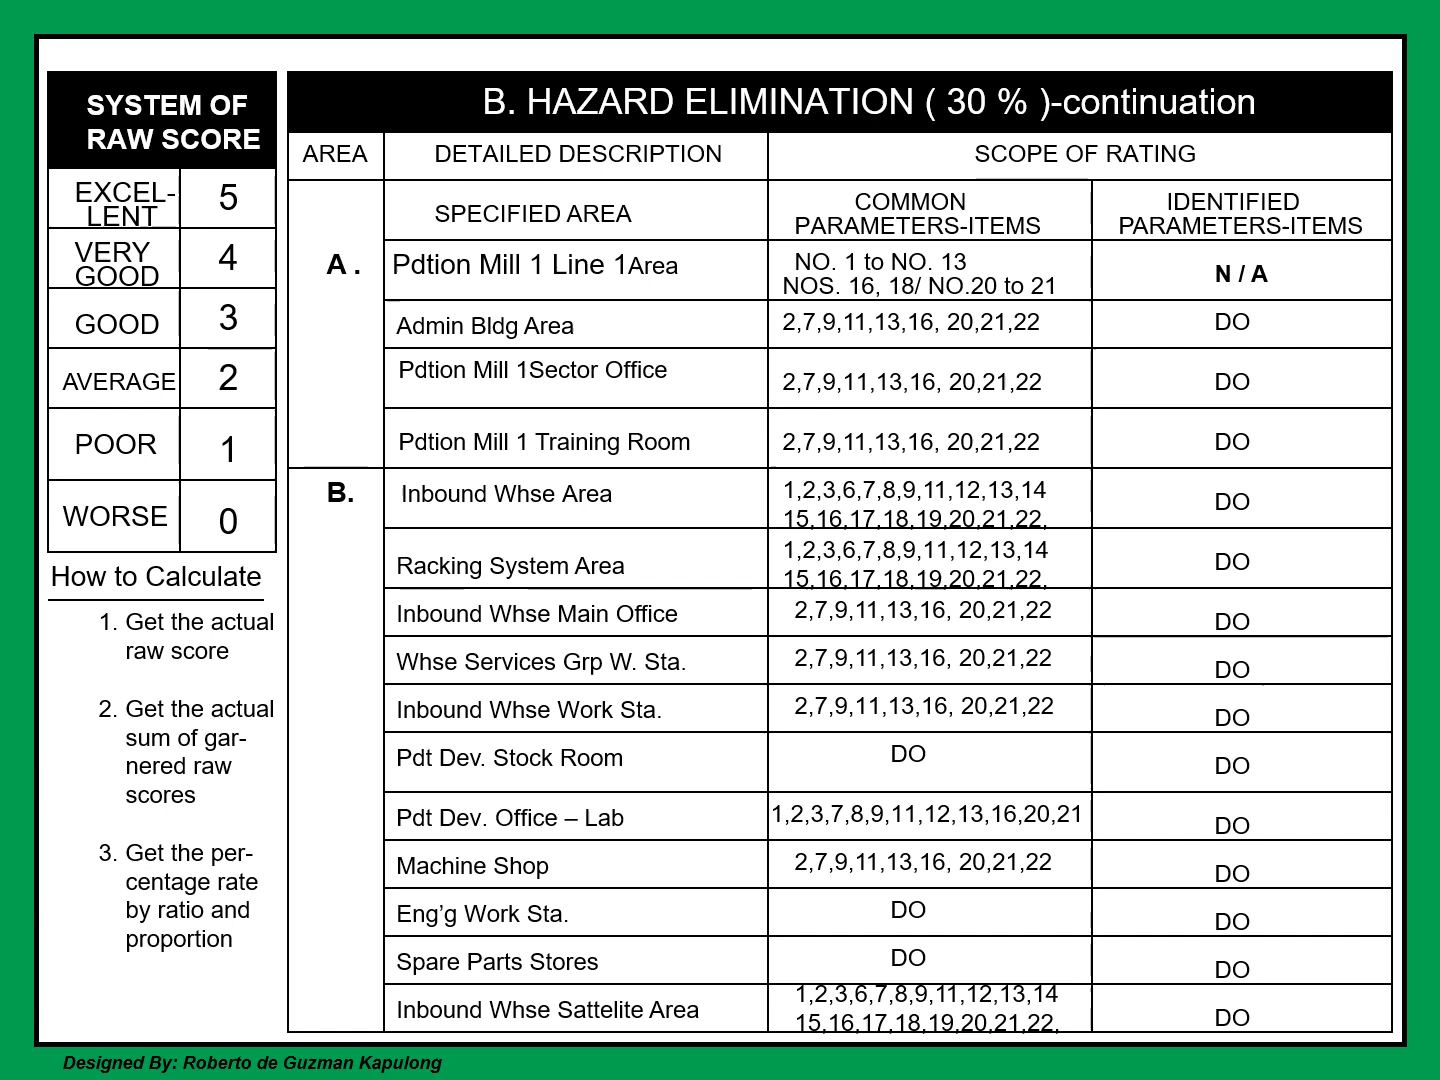 SYSTEM OF
RAW SCORE
EXCEL-
LENT
5
VERY
GOOD
4
GOOD
3
AVERAGE
2
POOR
1
WORSE
0
How to Calculate
1. Get the actual
raw score
2. Get the actual
sum of gar-
nered raw
scores
3. Get the per-
centage rate
by ratio and
proportion
B. HAZARD ELIMINATION ( 30 % )-continuation
AREA DETAILED DESCRIPTION SCOPE OF RATING
SPECIFIED AREA
COMMON
PARAMETERS-ITEMS
IDENTIFIED
PARAMETERS-ITEMS
A . Pdtion Mill 1 Line 1Area
NO. 1 to NO. 13
NOS. 16, 18/ NO.20 to 21
N / A
Admin Bldg Area 2,7,9,11,13,16, 20,21,22 DO
Pdtion Mill 1Sector Office 2,7,9,11,13,16, 20,21,22 DO
Pdtion Mill 1 Training Room 2,7,9,11,13,16, 20,21,22 DO
B. Inbound Whse Area
1,2,3,6,7,8,9,11,12,13,14
15,16,17,18,19,20,21,22,
DO
Racking System Area
1,2,3,6,7,8,9,11,12,13,14
15,16,17,18,19,20,21,22,
DO
Inbound Whse Main Office 2,7,9,11,13,16, 20,21,22 DO
Whse Services Grp W. Sta. 2,7,9,11,13,16, 20,21,22 DO
Inbound Whse Work Sta. 2,7,9,11,13,16, 20,21,22 DO
Pdt Dev. Stock Room DO DO
Pdt Dev. Office – Lab 1,2,3,7,8,9,11,12,13,16,20,21 DO
Machine Shop 2,7,9,11,13,16, 20,21,22 DO
Eng’g Work Sta. DO DO
Spare Parts Stores DO DO
Inbound Whse Sattelite Area
1,2,3,6,7,8,9,11,12,13,14
15,16,17,18,19,20,21,22,
DO
Designed By: Roberto de Guzman Kapulong